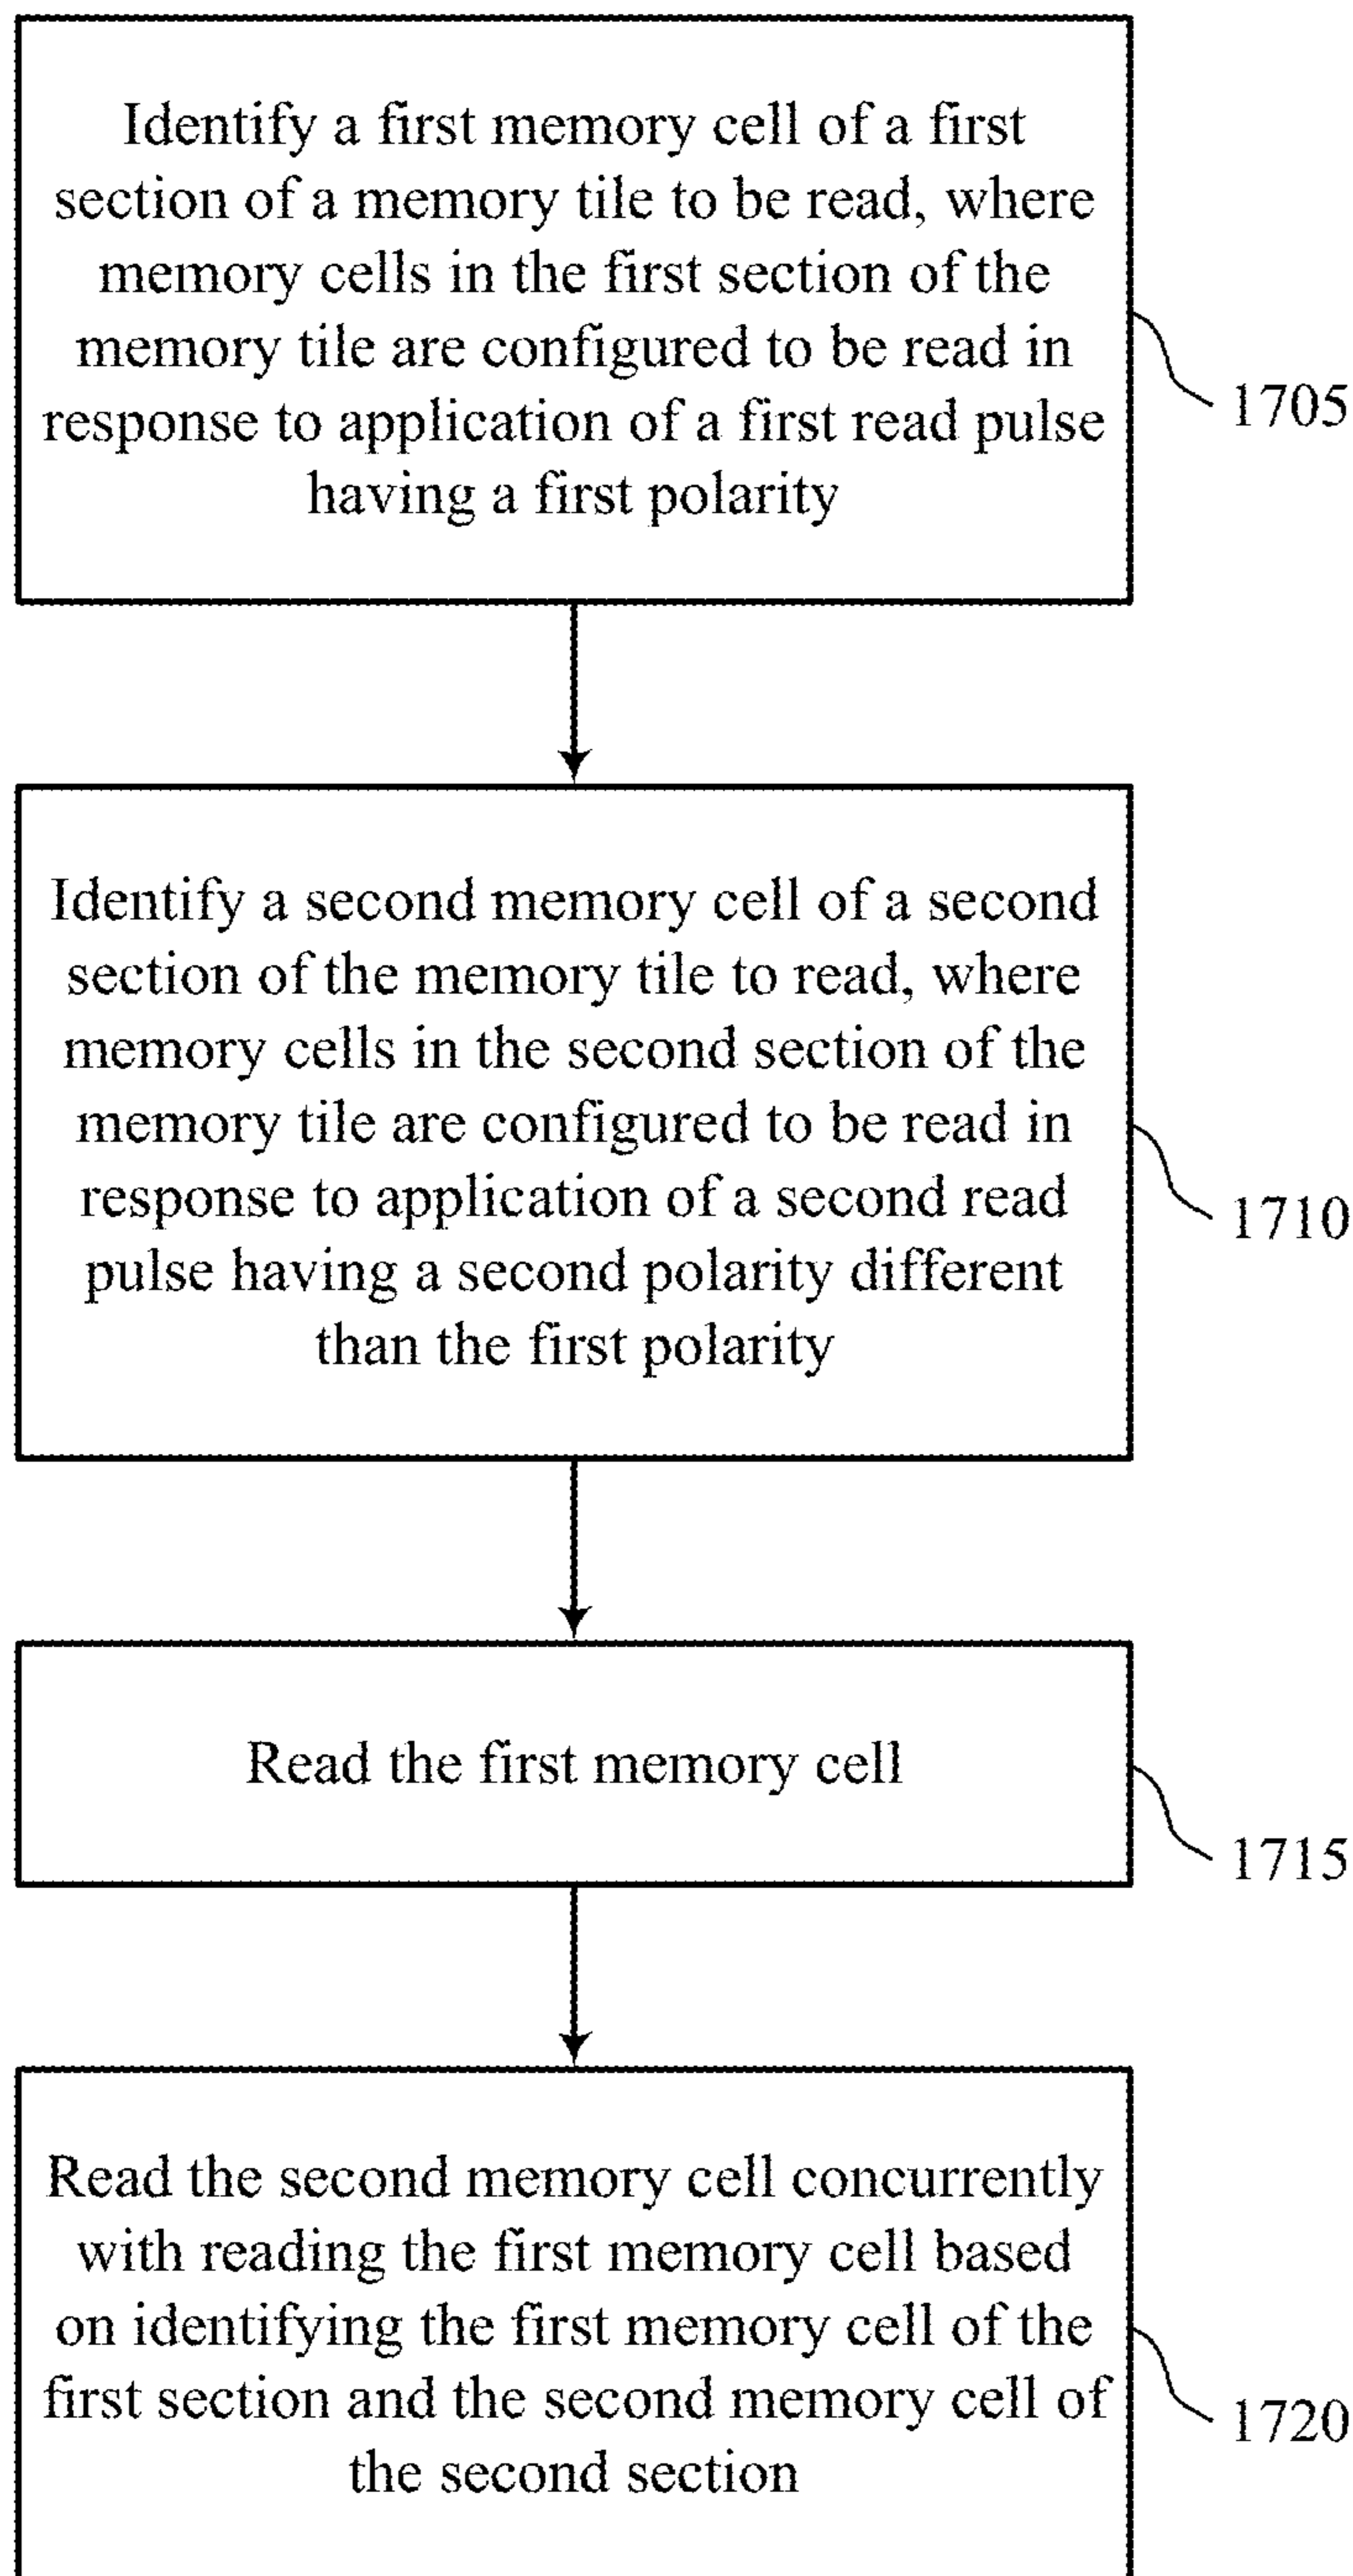 Identify a first memory cell of a first
section of a memory tile to be read, where
memory cells in the first section of the
memory tile are configured to be read in
response to application of a first read pulse
having a first polarity
1705
Identify a second memory cell of a second
section of the memory tile to read, where
memory cells in the second section of the
memory tile are configured to be read in
response to application of a second read
pulse having a second polarity different
than the first polarity
1710
Read the first memory cell
1715
Read the second memory cell concurrently
with reading the first memory cell based
on identifying the first memory cell of the
first section and the second memory cell of
the second section
1720